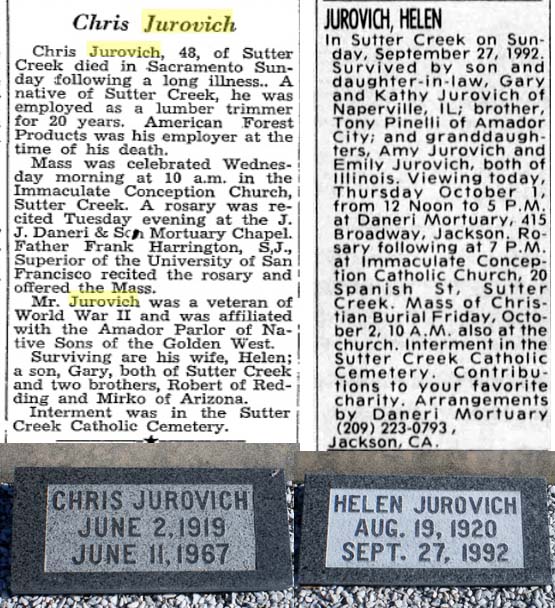 Chris Jurovich
Chris Jurovich, 48, of Sutter
Creek died in Sacramento Sun-
day following a long illness.. A
native of Sutter Creek, he was
employed as a lumber trimmer
for 20 years. American Forest
Products was his employer at the
time of his death.
Mass was celebrated Wednes-
day morning at 10 a.m. in the
Immaculate Conception Church,
Sutter Creek. A rosary was re-
cited Tuesday evening at the J.
J. Daneri & Son Mortuary Chapel.
Father Frank Harrington, S,J.,
Superior of the University of San
Francisco recited the rosary and
offered the Mass.
Mr. Jurovich was a veteran of
World War II and was affiliated
with the Amador Parlor of Na-
tive Sons of the Golden West.
Surviving are his wife, Helen;
a son, Gary, both of Sutter Creek
and two brothers, Robert of Red-
ding and Mirko of Arizona.
Interment was in the Sutter
Creek Catholic Cemetery.
JUROVICH, HELEN
In Sutter Creek on Sun-
day, September 27, 1992.
Survived by son and
daughter-in-law, Gary
and Kathy Jurovich of
Naperville, IL; brother,
Tony Pinelli of Amador
City; and granddaugh-
ters, Amy Jurovich and
Emily Jurovich, both of
Illinois. Viewing today,
Thursday October 1,
from 12 Noon to 5 P.M.
at Daneri Mortuary, 415
Broadway, Jackson. Ro-
sary following at 7 P.M.
at Immaculate Concep-
tion Catholic Church, 20
Spanish St, Sutter
Creek. Mass of Chris-
tian Burial Friday, Octo-
ber 2, 10 A.M. also at the
church. Interment in the
Sutter Creek Catholic
Cemetery. Contribu-
tions to your favorite
charity. Arrangements
by Daneri Mortuary
(209) 223-0793,
Jackson, CA.
CHRIS JUROVICH
JUNE 2, 1919
JUNE 11, 1967
HELEN JUROVICH
AUG. 19, 1920
SEPT. 27, 1992